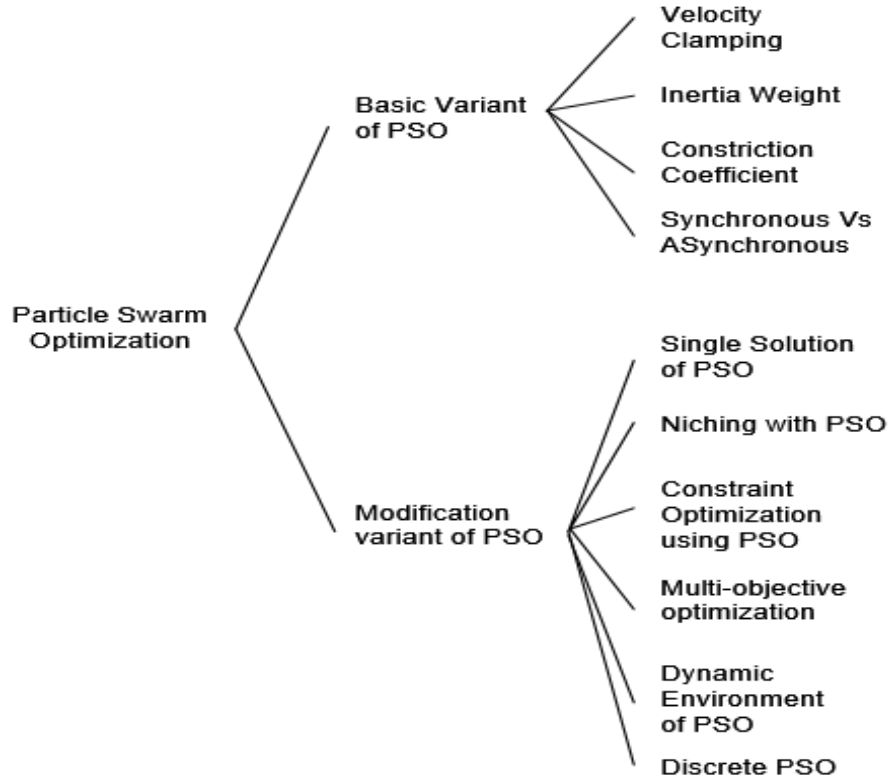 Velocity
Clamping
Basic Variant
of PSO
Inertia Weight
Constriction
Coefficient
Synchronous Vs
ASynchronous
Particle Swarm
Optimization
Single Solution
of PSO
Niching with PSO
Modification
variant of PSO
Constraint
Optimization
using PSO
Multi-objective
optimization
Dynamic
Environment
of PSO
Discrete PSO